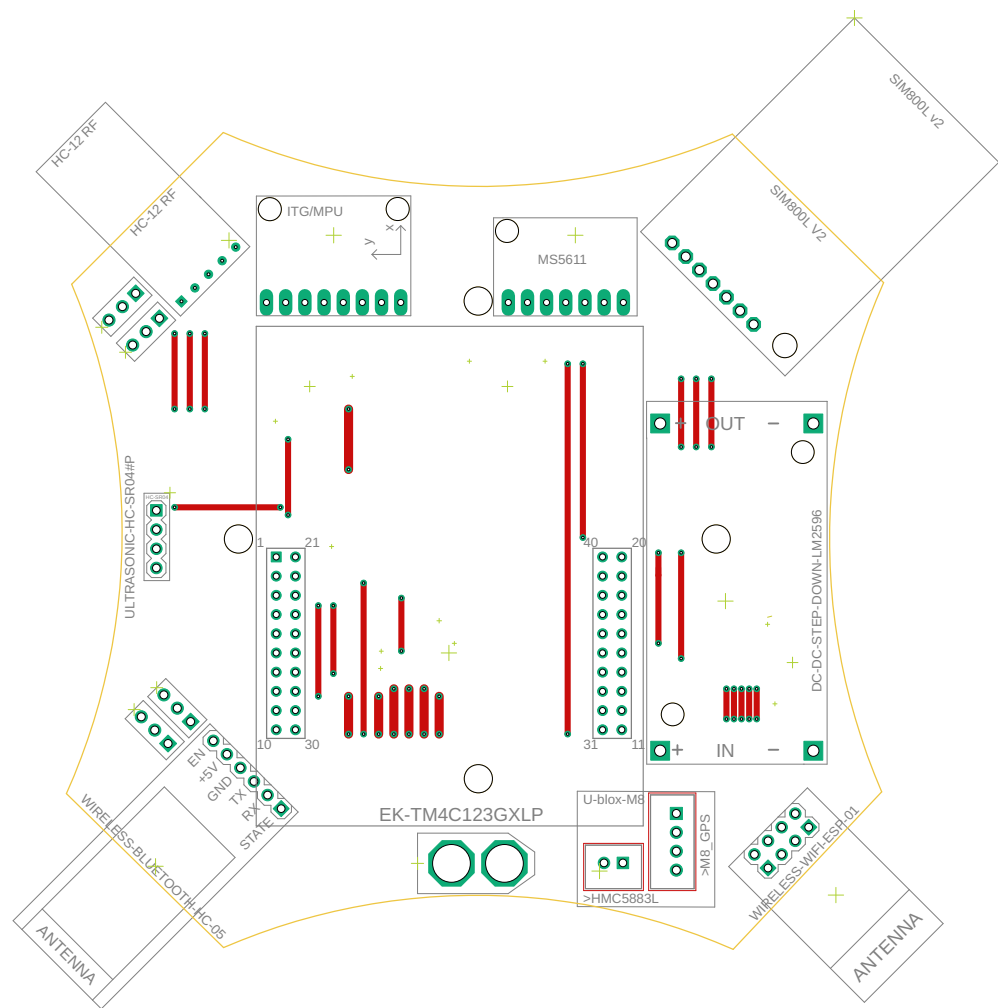 SIM800L v2
HC-12 RF
HC-12 RF
SIM800L V2
ITG/MPU
x
y
MS5611
+ OUT -
ULTRASONIC-HC-SR04#P
HC-SR04
1 21
40 20
DC-DC-STEP-DOWN-LM2596
10 30
31 11
+ IN -
EN
+5V
GND
TX
RX
STATE
WIRELESS-BLUETOOTH-HC-05
ANTENNA
EK-TM4C123GXLP
U-blox-M8
>M8_GPS
>HMC5883L
WIRELESS-WIFI-ESP-01
ANTENNA